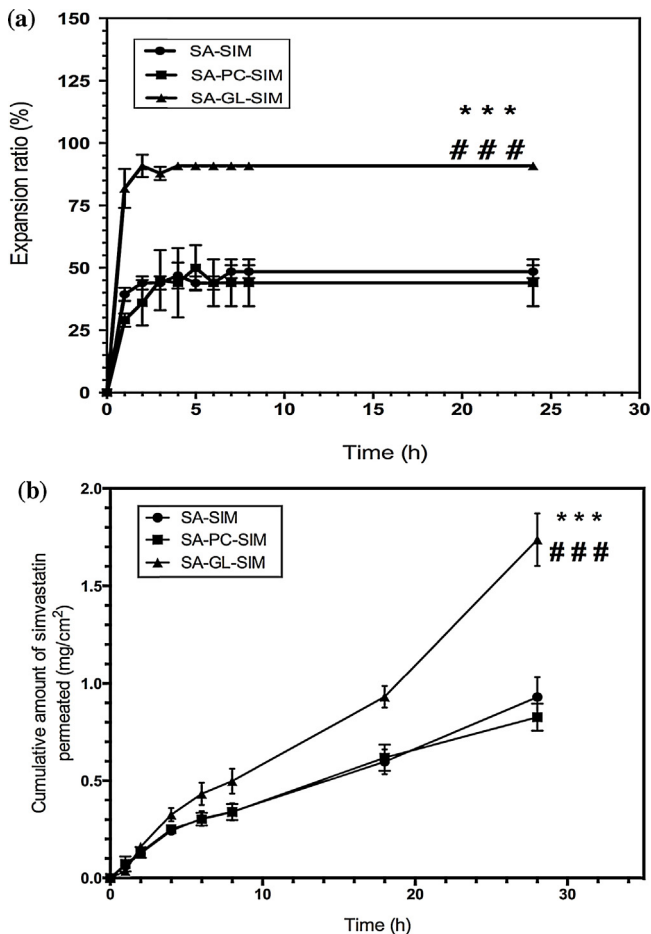 (a)
150
125
100
75
50
25
0
Expansion ratio (%)
SA-SIM
SA-PC-SIM
SA-GL-SIM
* * *
# # #
0 5 10 15 20 25 30
Time (h)
(b)
2.0
1.5
1.0
0.5
0.0
Cumulative amount of simvastatin
permeated (mg/cm²)
SA-SIM
SA-PC-SIM
SA-GL-SIM
* * *
# # #
0 10 20 30
Time (h)